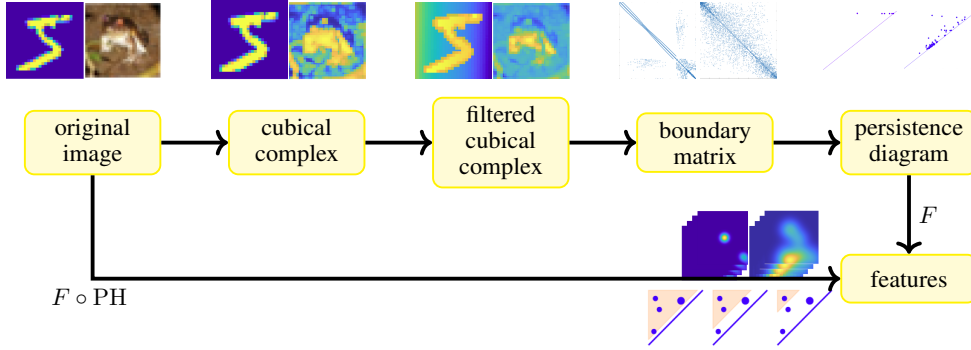 original
image
cubical
complex
filtered
cubical
complex
boundary
matrix
persistence
diagram
F
features
F ∘ PH